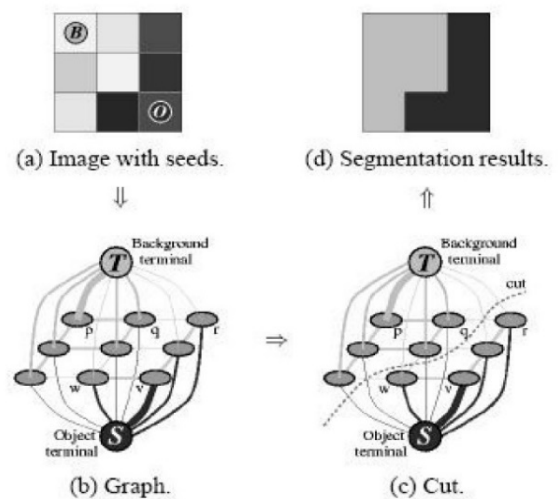 B
O
(a) Image with seeds.
(d) Segmentation results.
Background
terminal
T
p
q
r
w
v
S
Object
terminal
(b) Graph.
Background
terminal
T
cut
p
q
r
w
v
S
Object
terminal
(c) Cut.